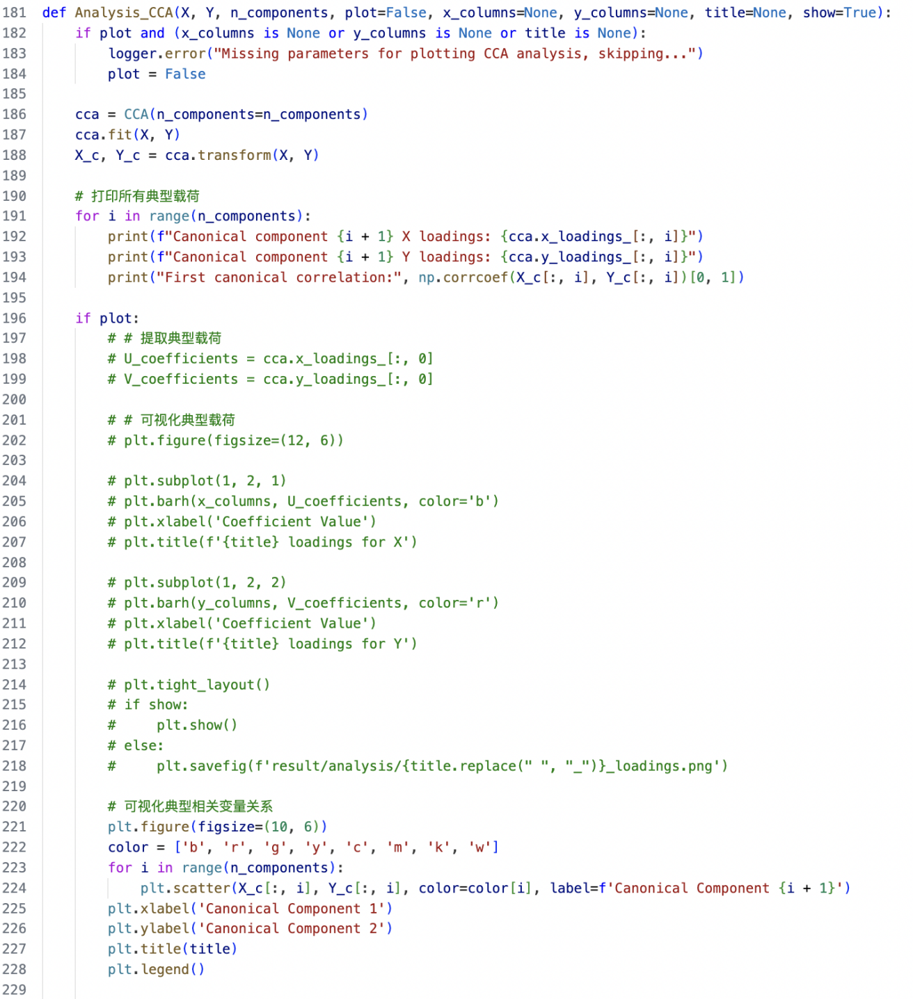 181 def Analysis_CCA(X, Y, n_components, plot=False, x_columns=None, y_columns=None, title=None, show=True):
182     if plot and (x_columns is None or y_columns is None or title is None):
183         logger.error("Missing parameters for plotting CCA analysis, skipping...")
184         plot = False
185
186     cca = CCA(n_components=n_components)
187     cca.fit(X, Y)
188     X_c, Y_c = cca.transform(X, Y)
189
190     # 打印所有典型载荷
191     for i in range(n_components):
192         print(f"Canonical component {i + 1} X loadings: {cca.x_loadings_[:, i]}")
193         print(f"Canonical component {i + 1} Y loadings: {cca.y_loadings_[:, i]}")
194         print("First canonical correlation:", np.corrcoef(X_c[:, i], Y_c[:, i])[0, 1])
195
196     if plot:
197         # # 提取典型载荷
198         # U_coefficients = cca.x_loadings_[:, 0]
199         # V_coefficients = cca.y_loadings_[:, 0]
200
201         # # 可视化典型载荷
202         # plt.figure(figsize=(12, 6))
203
204         # plt.subplot(1, 2, 1)
205         # plt.barh(x_columns, U_coefficients, color='b')
206         # plt.xlabel('Coefficient Value')
207         # plt.title(f'{title} loadings for X')
208
209         # plt.subplot(1, 2, 2)
210         # plt.barh(y_columns, V_coefficients, color='r')
211         # plt.xlabel('Coefficient Value')
212         # plt.title(f'{title} loadings for Y')
213
214         # plt.tight_layout()
215         # if show:
216         #     plt.show()
217         # else:
218         #     plt.savefig(f'result/analysis/{title.replace(" ", "_")}_loadings.png')
219
220         # 可视化典型相关变量关系
221         plt.figure(figsize=(10, 6))
222         color = ['b', 'r', 'g', 'y', 'c', 'm', 'k', 'w']
223         for i in range(n_components):
224             plt.scatter(X_c[:, i], Y_c[:, i], color=color[i], label=f'Canonical Component {i + 1}')
225         plt.xlabel('Canonical Component 1')
226         plt.ylabel('Canonical Component 2')
227         plt.title(title)
228         plt.legend()
229